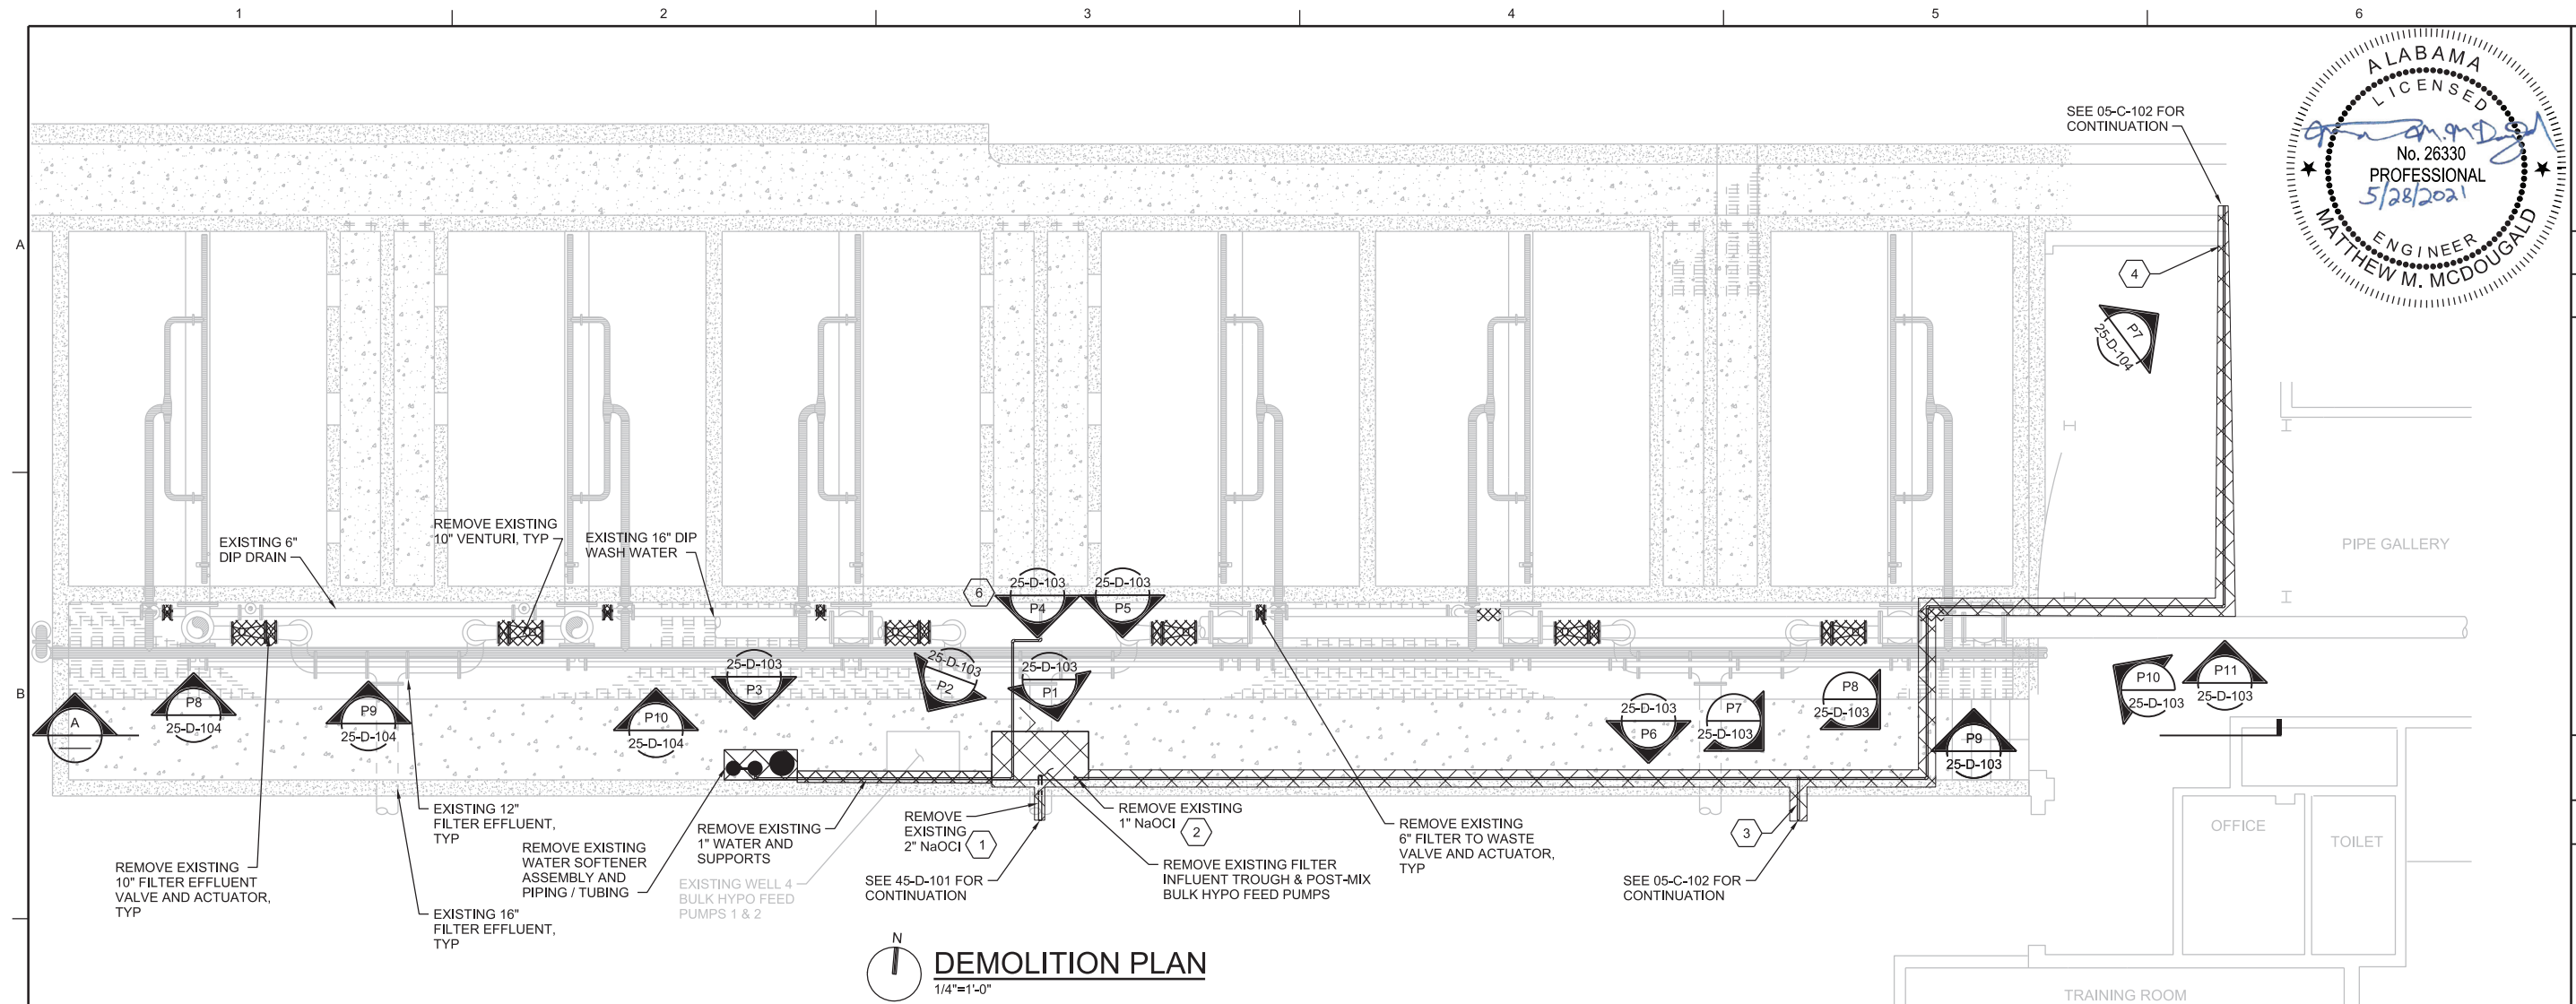 1
2
3
4
5
6
A
B
ALABAMA
LICENSED
No. 26330
PROFESSIONAL
5/28/2021
ENGINEER
MATTHEW M. MCDOUGALD
SEE 05-C-102 FOR
CONTINUATION
4
P7
25-D-104
REMOVE EXISTING
10" VENTURI, TYP
EXISTING 6"
DIP DRAIN
EXISTING 16" DIP
WASH WATER
6
25-D-103
P4
25-D-103
P5
PIPE GALLERY
A
P8
25-D-104
P9
25-D-104
P10
25-D-104
25-D-103
P3
25-D-103
P2
25-D-103
P1
25-D-103
P6
P7
25-D-103
P8
25-D-103
P9
25-D-103
P10
25-D-103
P11
25-D-103
REMOVE EXISTING
10" FILTER EFFLUENT
VALVE AND ACTUATOR,
TYP
EXISTING 12"
FILTER EFFLUENT,
TYP
EXISTING 16"
FILTER EFFLUENT,
TYP
REMOVE EXISTING
WATER SOFTENER
ASSEMBLY AND
PIPING / TUBING
REMOVE EXISTING
1" WATER AND
SUPPORTS
EXISTING WELL 4
BULK HYPO FEED
PUMPS 1 & 2
REMOVE
EXISTING
2" NaOCl
1
SEE 45-D-101 FOR
CONTINUATION
REMOVE EXISTING
1" NaOCl
2
REMOVE EXISTING FILTER
INFLUENT TROUGH & POST-MIX
BULK HYPO FEED PUMPS
REMOVE EXISTING
6" FILTER TO WASTE
VALVE AND ACTUATOR,
TYP
3
SEE 05-C-102 FOR
CONTINUATION
OFFICE
TOILET
TRAINING ROOM
N
DEMOLITION PLAN
1/4"=1'-0"